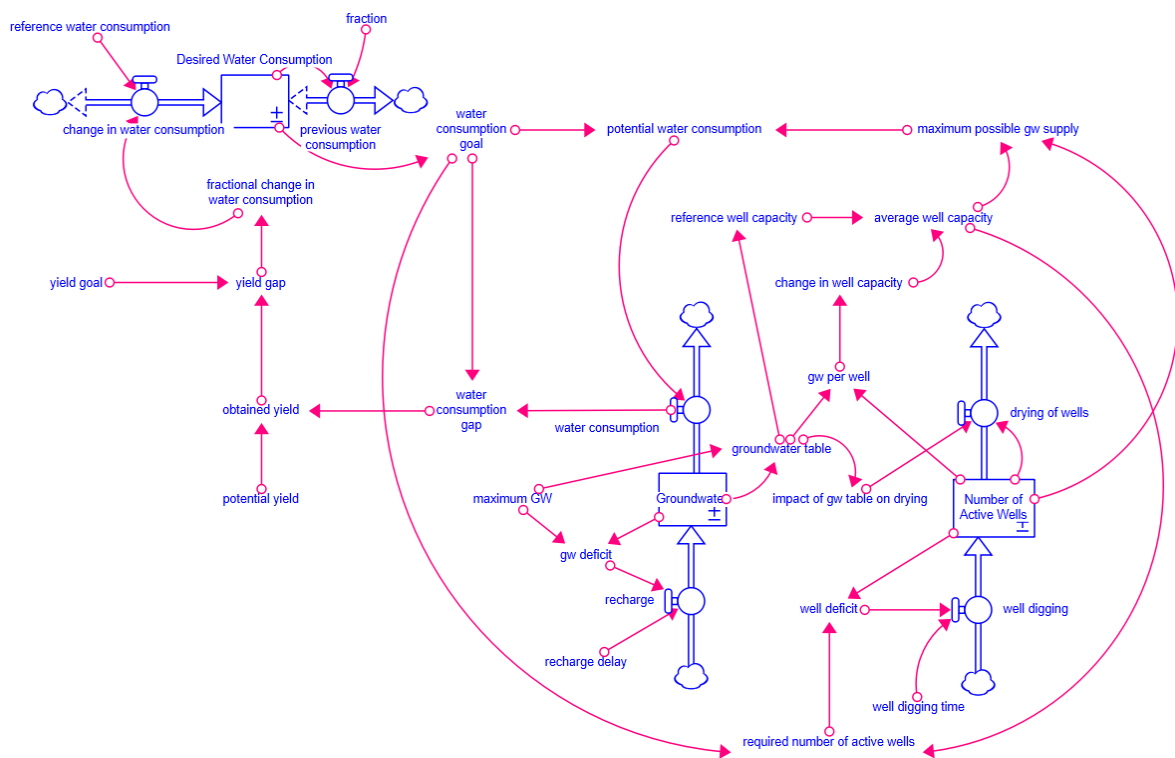 reference water consumption
fraction
Desired Water Consumption
change in water consumption
previous water
consumption
water
consumption
goal
potential water consumption
maximum possible gw supply
fractional change in
water consumption
reference well capacity
average well capacity
yield goal
yield gap
change in well capacity
gw per well
obtained yield
water
consumption
gap
water consumption
drying of wells
groundwater table
potential yield
maximum GW
Groundwater
impact of gw table on drying
Number of
Active Wells
gw deficit
recharge
well deficit
well digging
recharge delay
well digging time
required number of active wells